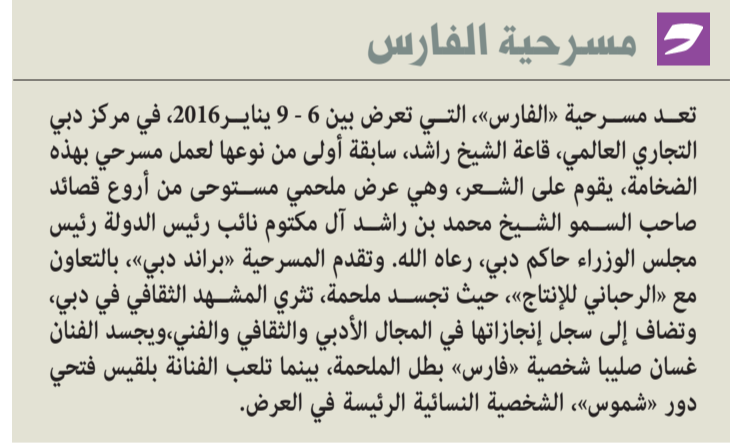 مسرحية الفارس
تعد مسرحية «الفارس»، التي تعرض بين 6 - 9 يناير2016، في مركز دبي
التجاري العالمي، قاعة الشيخ راشد، سابقة أولى من نوعها لعمل مسرحي بهذه
الضخامة، يقوم على الشعر، وهي عرض ملحمي مستوحى من أروع قصائد
صاحب السمو الشيخ محمد بن راشد آل مكتوم نائب رئيس الدولة رئيس
مجلس الوزراء حاكم دبي، رعاه الله. وتقدم المسرحية «براند دبي»، بالتعاون
مع «الرحباني للإنتاج»، حيث تجسد ملحمة، تثري المشهد الثقافي في دبي،
وتضاف إلى سجل إنجازاتها في المجال الأدبي والثقافي والفني،ويجسد الفنان
غسان صليبا شخصية «فارس» بطل الملحمة، بينما تلعب الفنانة بلقيس فتحي
دور «شموس»، الشخصية النسائية الرئيسة في العرض.